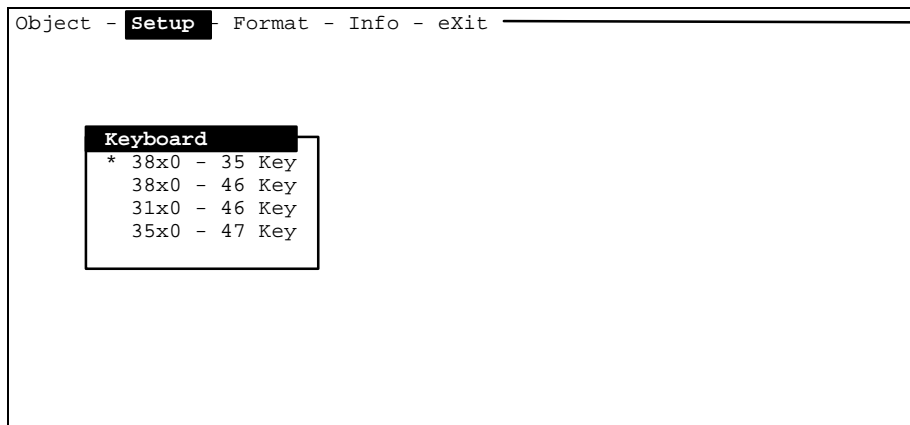 Object - Setup - Format - Info - eXit
Keyboard
* 38x0 - 35 Key
38x0 - 46 Key
31x0 - 46 Key
35x0 - 47 Key